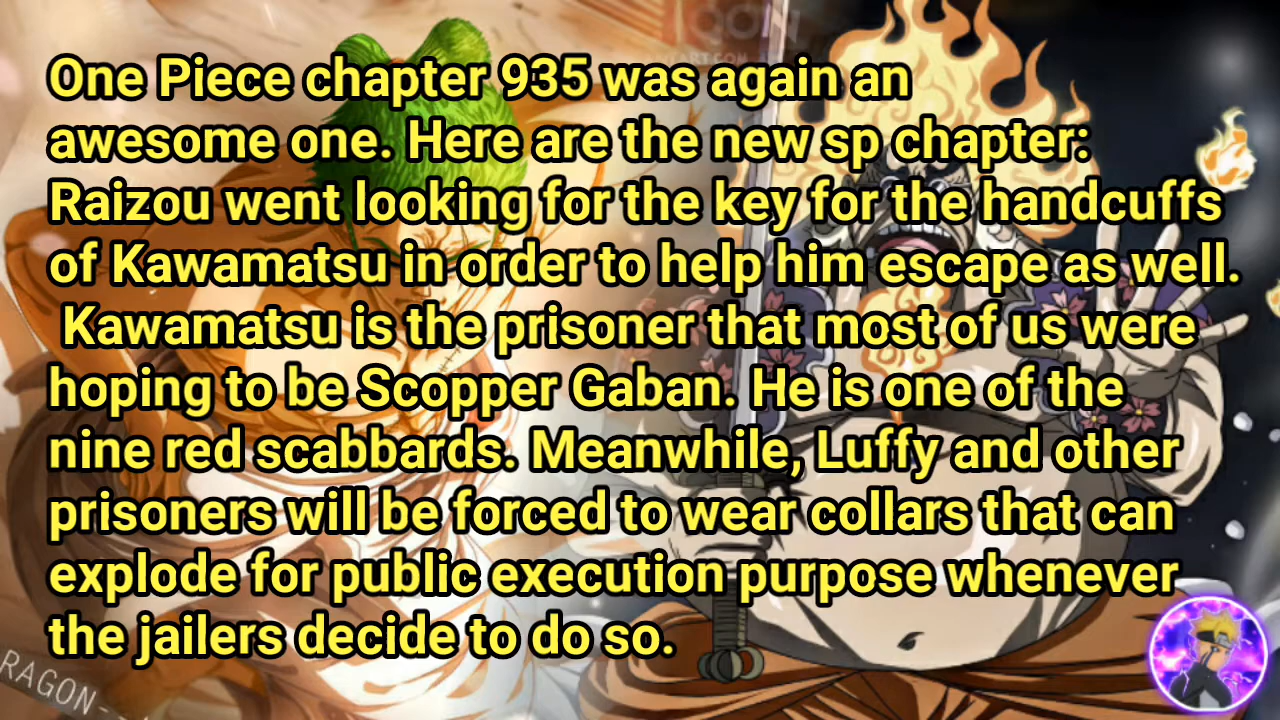 ICOON
ART.COM
One Piece chapter 935 was again an
awesome one. Here are the new sp chapter:
Raizou went looking for the key for the handcuffs
of Kawamatsu in order to help him escape as well.
Kawamatsu is the prisoner that most of us were
hoping to be Scopper Gaban. He is one of the
nine red scabbards. Meanwhile, Luffy and other
prisoners will be forced to wear collars that can
explode for public execution purpose whenever
the jailers decide to do so.
RAGON-